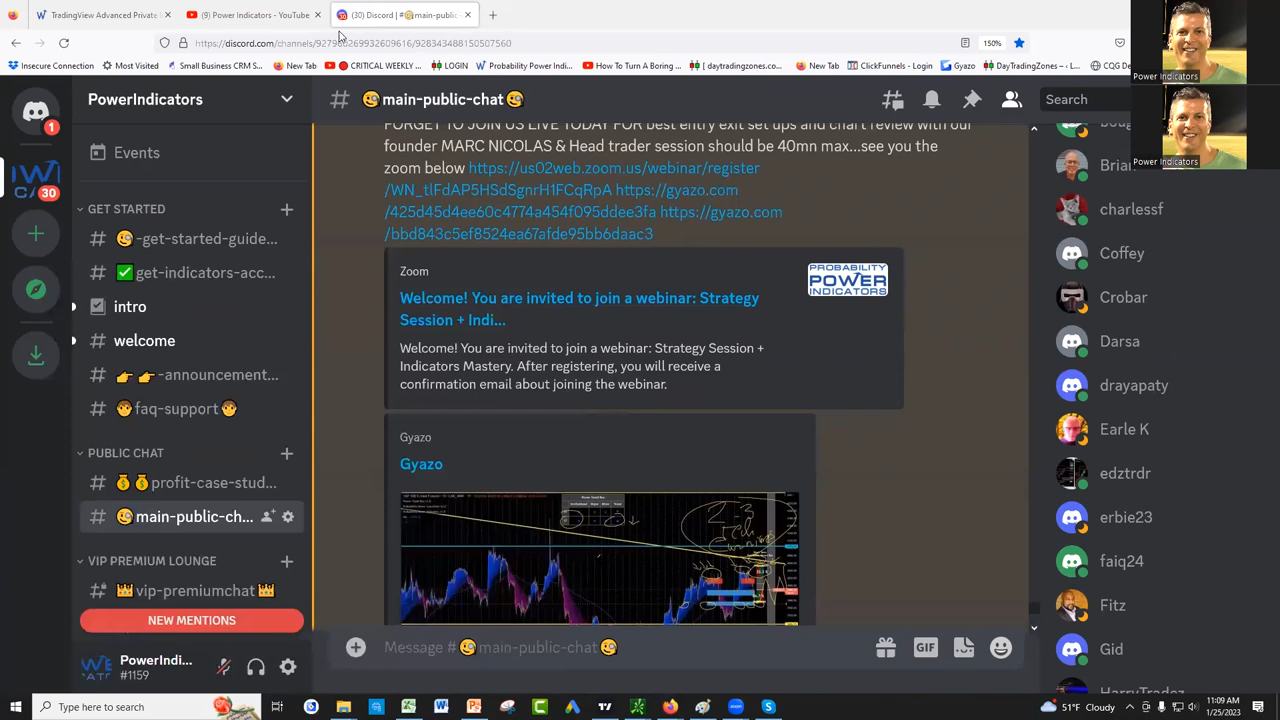 TradingView Advanced Private I
(9) Power Indicators - YouTube
(30) Discord | #🧐main-public-
https://discord.com/channels/927968269932609616/928343488150507560
150%
Insecure Connection
Most Visited
Small Business CRM S...
New Tab
CRITICAL WEEKLY ...
LOGIN
Probability Power Indi...
How To Turn A Boring ...
[ daytradingzones.co...
New Tab
ClickFunnels - Login
Gyazo
DayTradingZones – ...
CQG De
Power Indicators
Power Indicators
PowerIndicators
# 🧐main-public-chat🧐
Search
1
30
Events
GET STARTED
# 🧐-get-started-guide...
# ✅get-indicators-acc...
intro
# welcome
# 👉👉-announcement...
# faq-support
PUBLIC CHAT
# 💰💰profit-case-stud...
# 🧐main-public-ch...
VIP PREMIUM LOUNGE
# 👑vip-premiumchat👑
NEW MENTIONS
PowerIndi...
#1159
FORGET TO JOIN US LIVE TODAY FOR best entry exit set ups and chart review with our
founder MARC NICOLAS & Head trader session should be 40mn max...see you the
zoom below https://us02web.zoom.us/webinar/register
/WN_tlFdAP5HSdSgnrH1FCqRpA https://gyazo.com
/425d45d4ee60c4774a454f095ddee3fa https://gyazo.com
/bbd843c5ef8524ea67afde95bb6daac3
Zoom
PROBABILITY
POWER
INDICATORS
Welcome! You are invited to join a webinar: Strategy
Session + Indi...
Welcome! You are invited to join a webinar: Strategy Session +
Indicators Mastery. After registering, you will receive a
confirmation email about joining the webinar.
Gyazo
Gyazo
Message #🧐main-public-chat🧐
GIF
Brian
charlessf
Coffey
Crobar
Darsa
drayapaty
Earle K
edztrdr
erbie23
faiq24
Fitz
Gid
HarryTradez
Type here to search
51°F Cloudy
11:09 AM
1/25/2023